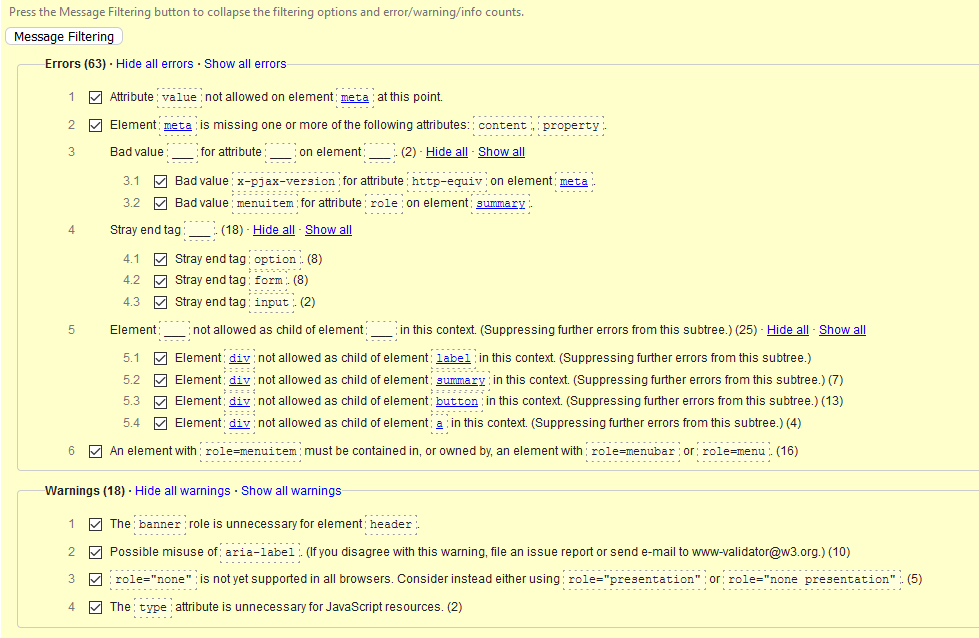 Press the Message Filtering button to collapse the filtering options and error/warning/info counts.
Message Filtering
Errors (63) · Hide all errors · Show all errors
1 Attribute value not allowed on element meta at this point.
2 Element meta is missing one or more of the following attributes: content, property.
3 Bad value ___ for attribute ___ on element ___. (2) · Hide all · Show all
3.1 Bad value x-pjax-version for attribute http-equiv on element meta.
3.2 Bad value menuitem for attribute role on element summary.
4 Stray end tag ___. (18) · Hide all · Show all
4.1 Stray end tag option. (8)
4.2 Stray end tag form. (8)
4.3 Stray end tag input. (2)
5 Element ___ not allowed as child of element ___ in this context. (Suppressing further errors from this subtree.) (25) · Hide all · Show all
5.1 Element div not allowed as child of element label in this context. (Suppressing further errors from this subtree.)
5.2 Element div not allowed as child of element summary in this context. (Suppressing further errors from this subtree.) (7)
5.3 Element div not allowed as child of element button in this context. (Suppressing further errors from this subtree.) (13)
5.4 Element div not allowed as child of element a in this context. (Suppressing further errors from this subtree.) (4)
6 An element with role=menuitem must be contained in, or owned by, an element with role=menubar or role=menu. (16)
Warnings (18) · Hide all warnings · Show all warnings
1 The banner role is unnecessary for element header.
2 Possible misuse of aria-label. (If you disagree with this warning, file an issue report or send e-mail to www-validator@w3.org.) (10)
3 role="none" is not yet supported in all browsers. Consider instead either using role="presentation" or role="none presentation". (5)
4 The type attribute is unnecessary for JavaScript resources. (2)